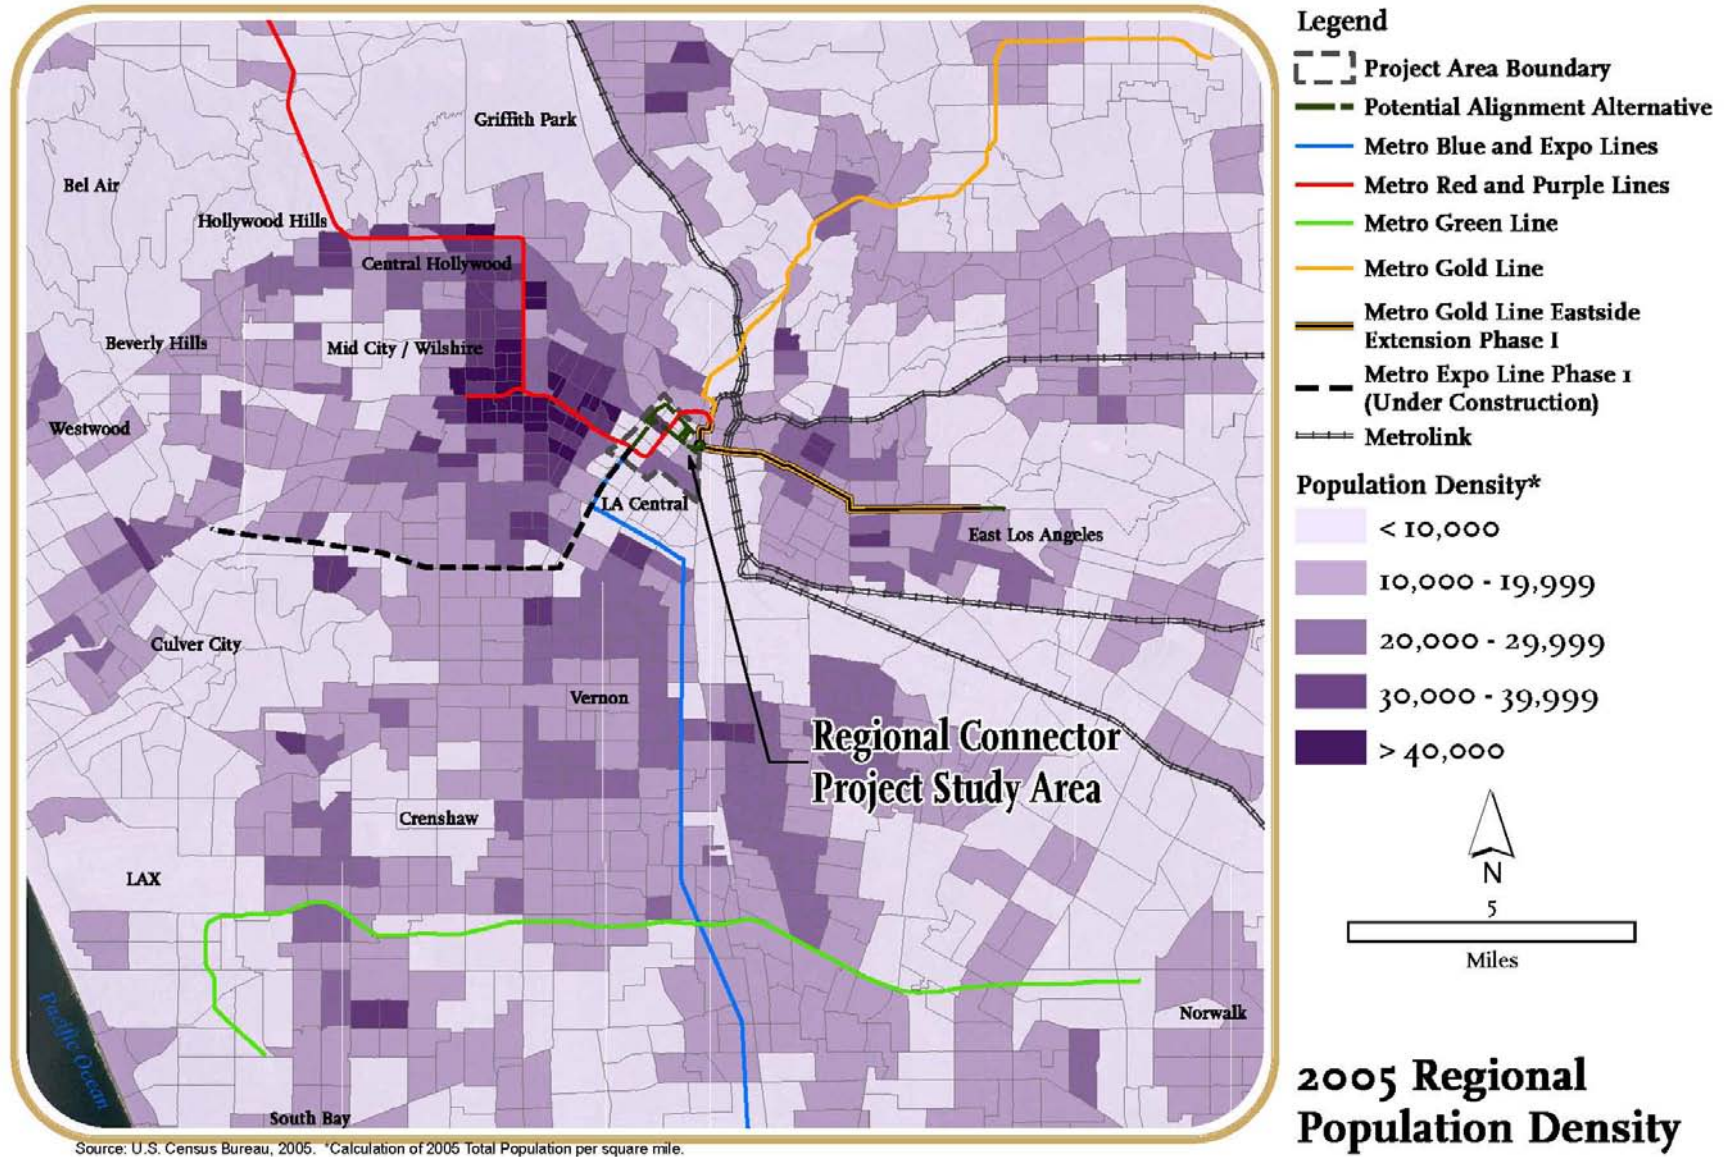 Griffith Park
Bel Air
Hollywood Hills
Central Hollywood
Beverly Hills
Mid City / Wilshire
Westwood
LA Central
East Los Angeles
Culver City
Vernon
Regional Connector
Project Study Area
Crenshaw
LAX
Norwalk
Pacific Ocean
South Bay
Source: U.S. Census Bureau, 2005. *Calculation of 2005 Total Population per square mile.
Legend
Project Area Boundary
Potential Alignment Alternative
Metro Blue and Expo Lines
Metro Red and Purple Lines
Metro Green Line
Metro Gold Line
Metro Gold Line Eastside
Extension Phase I
Metro Expo Line Phase 1
(Under Construction)
Metrolink
Population Density*
< 10,000
10,000 - 19,999
20,000 - 29,999
30,000 - 39,999
> 40,000
N
5
Miles
2005 Regional
Population Density